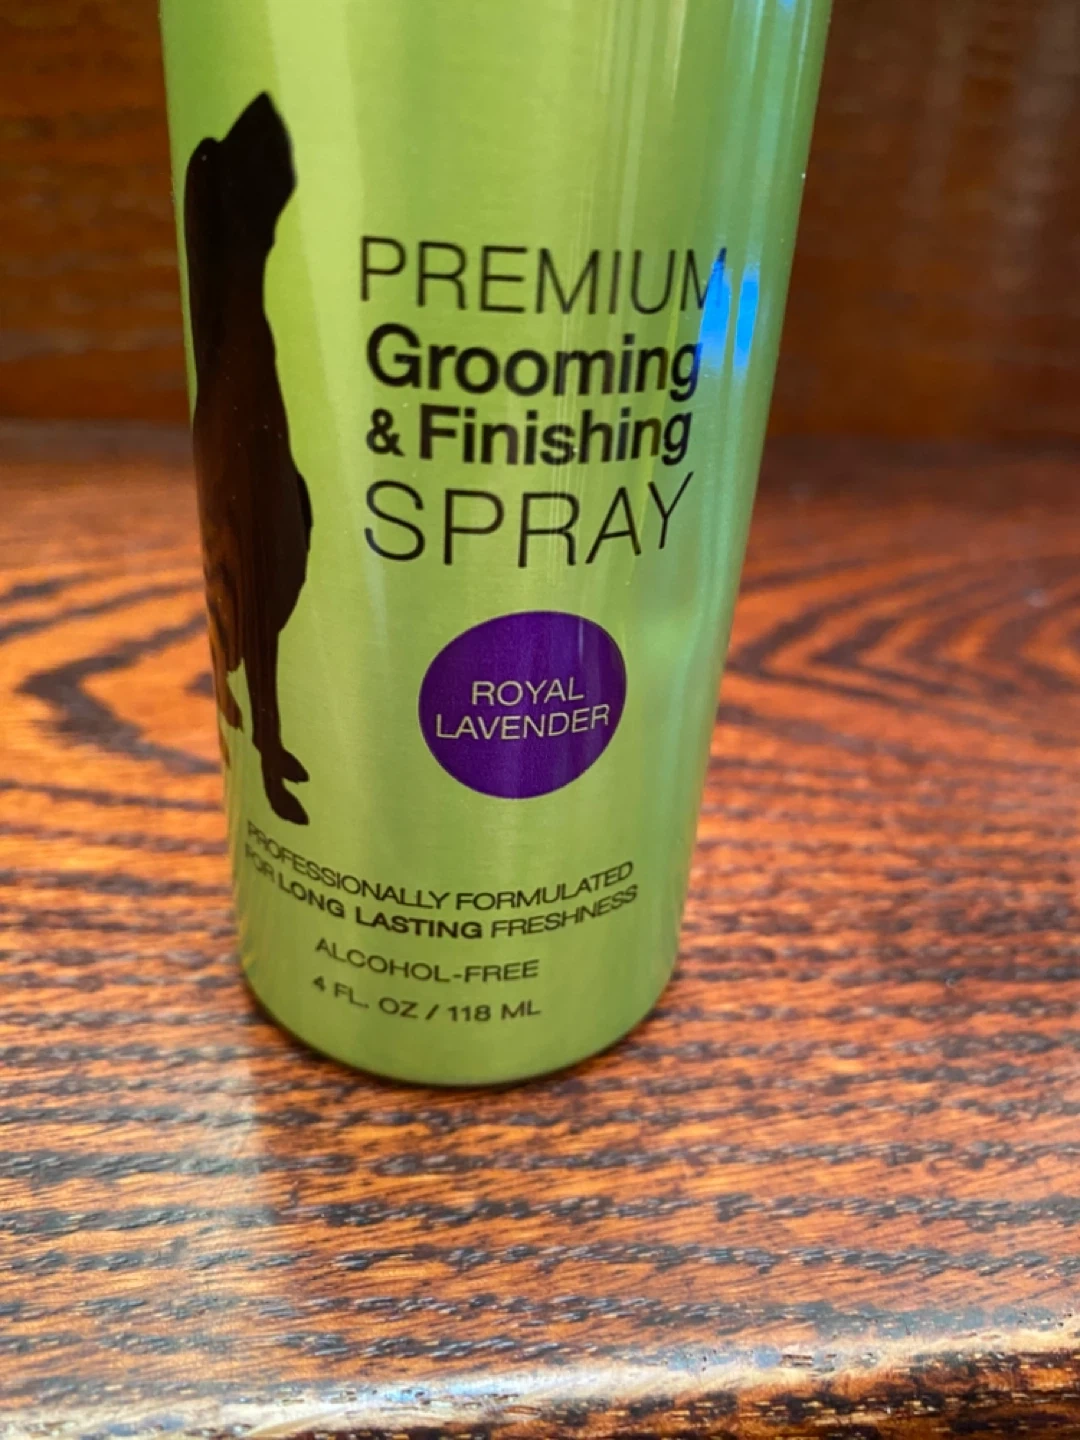 PREMIUM
Grooming
& Finishing
SPRAY
ROYAL
LAVENDER
PROFESSIONALLY FORMULATED
FOR LONG LASTING FRESHNESS
ALCOHOL-FREE
4 FL. OZ / 118 ML